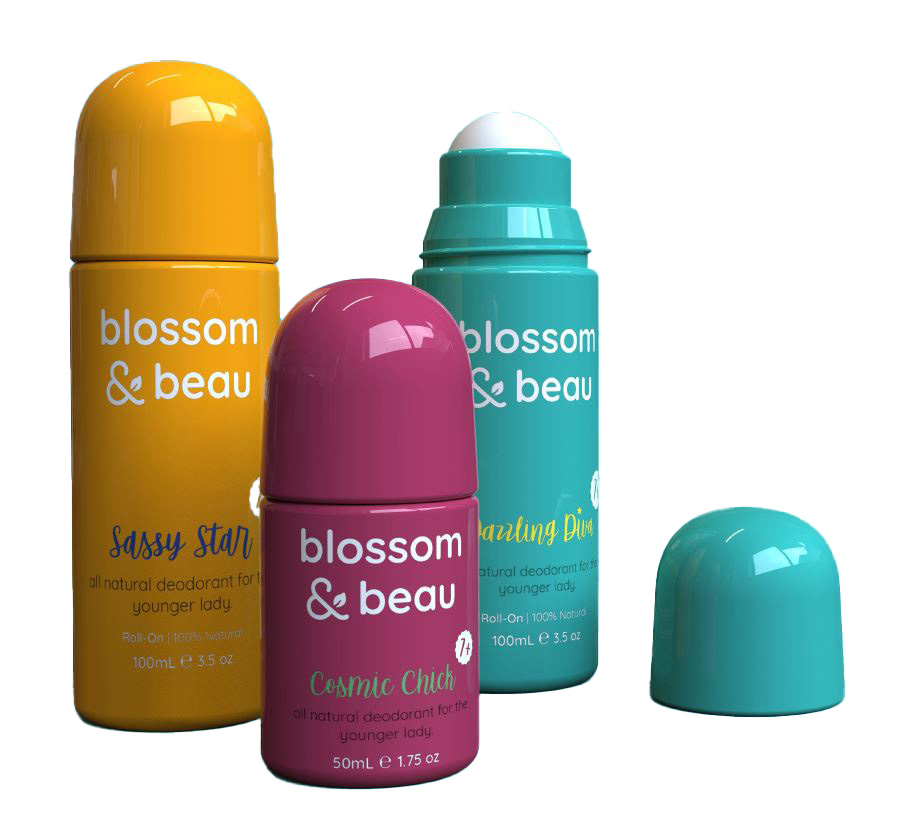 blossom
& beau
Sassy Star
all natural deodorant for
younger lady.
Roll-On | 100% Natural
100mL ℮ 3.5 oz
blossom
& beau
7+
Cosmic Chick
all natural deodorant for the
younger lady.
50mL ℮ 1.75 oz
blossom
& beau
Dazzling Diva
natural deodorant for the
younger lady.
Roll-On | 100% Natural
100mL ℮ 3.5 oz